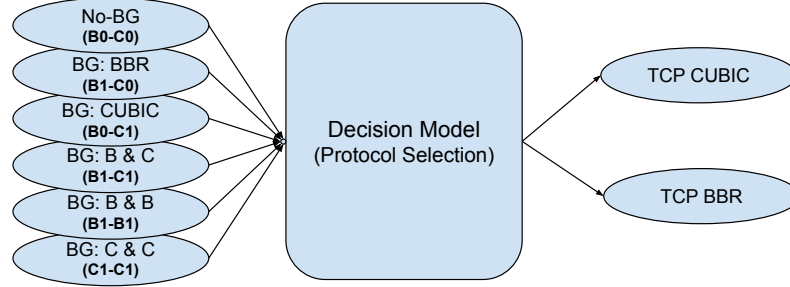 No-BG
(B0-C0)
BG: BBR
(B1-C0)
BG: CUBIC
(B0-C1)
BG: B & C
(B1-C1)
BG: B & B
(B1-B1)
BG: C & C
(C1-C1)
Decision Model
(Protocol Selection)
TCP CUBIC
TCP BBR